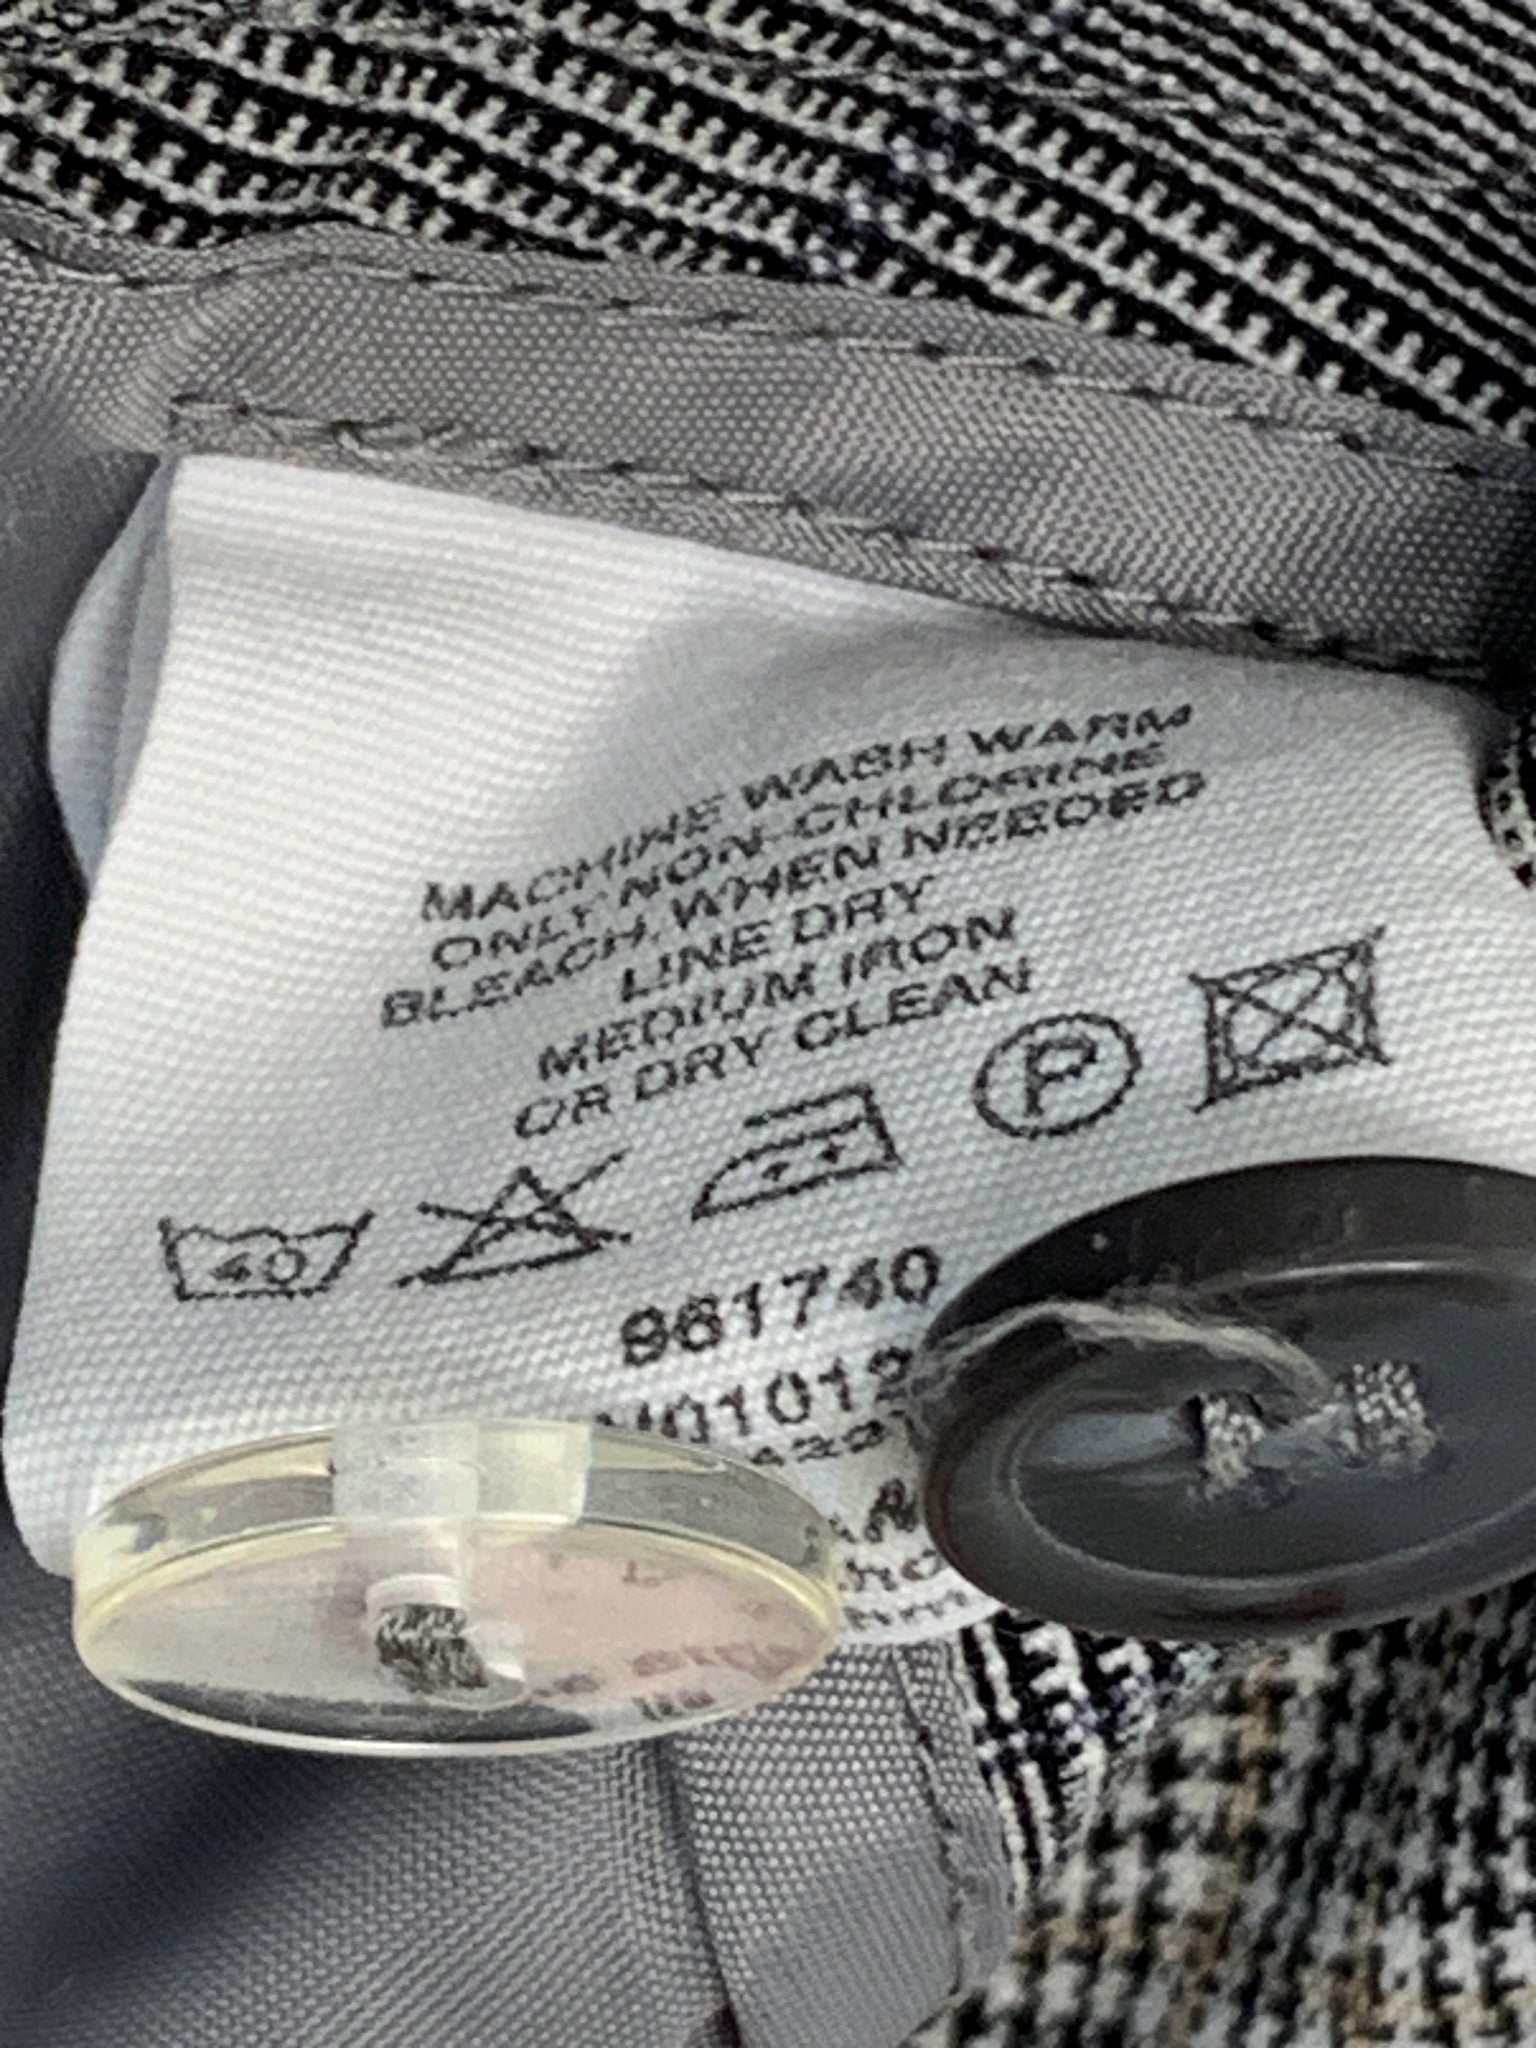 MACHINE WASH WARM
ONLY NON-CHLORINE
BLEACH, WHEN NEEDED
LINE DRY
MEDIUM IRON
OR DRY CLEAN
P
40
961740